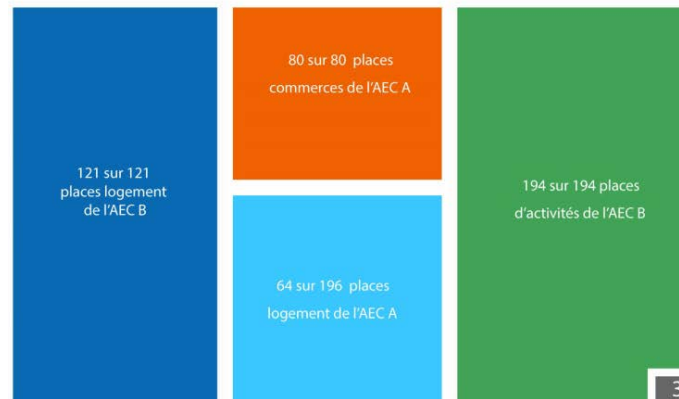 121 sur 121
places logement
de l'AEC B
80 sur 80 places
commerces de l'AEC A
64 sur 196 places
logement de l'AEC A
194 sur 194 places
d'activités de l'AEC B
3